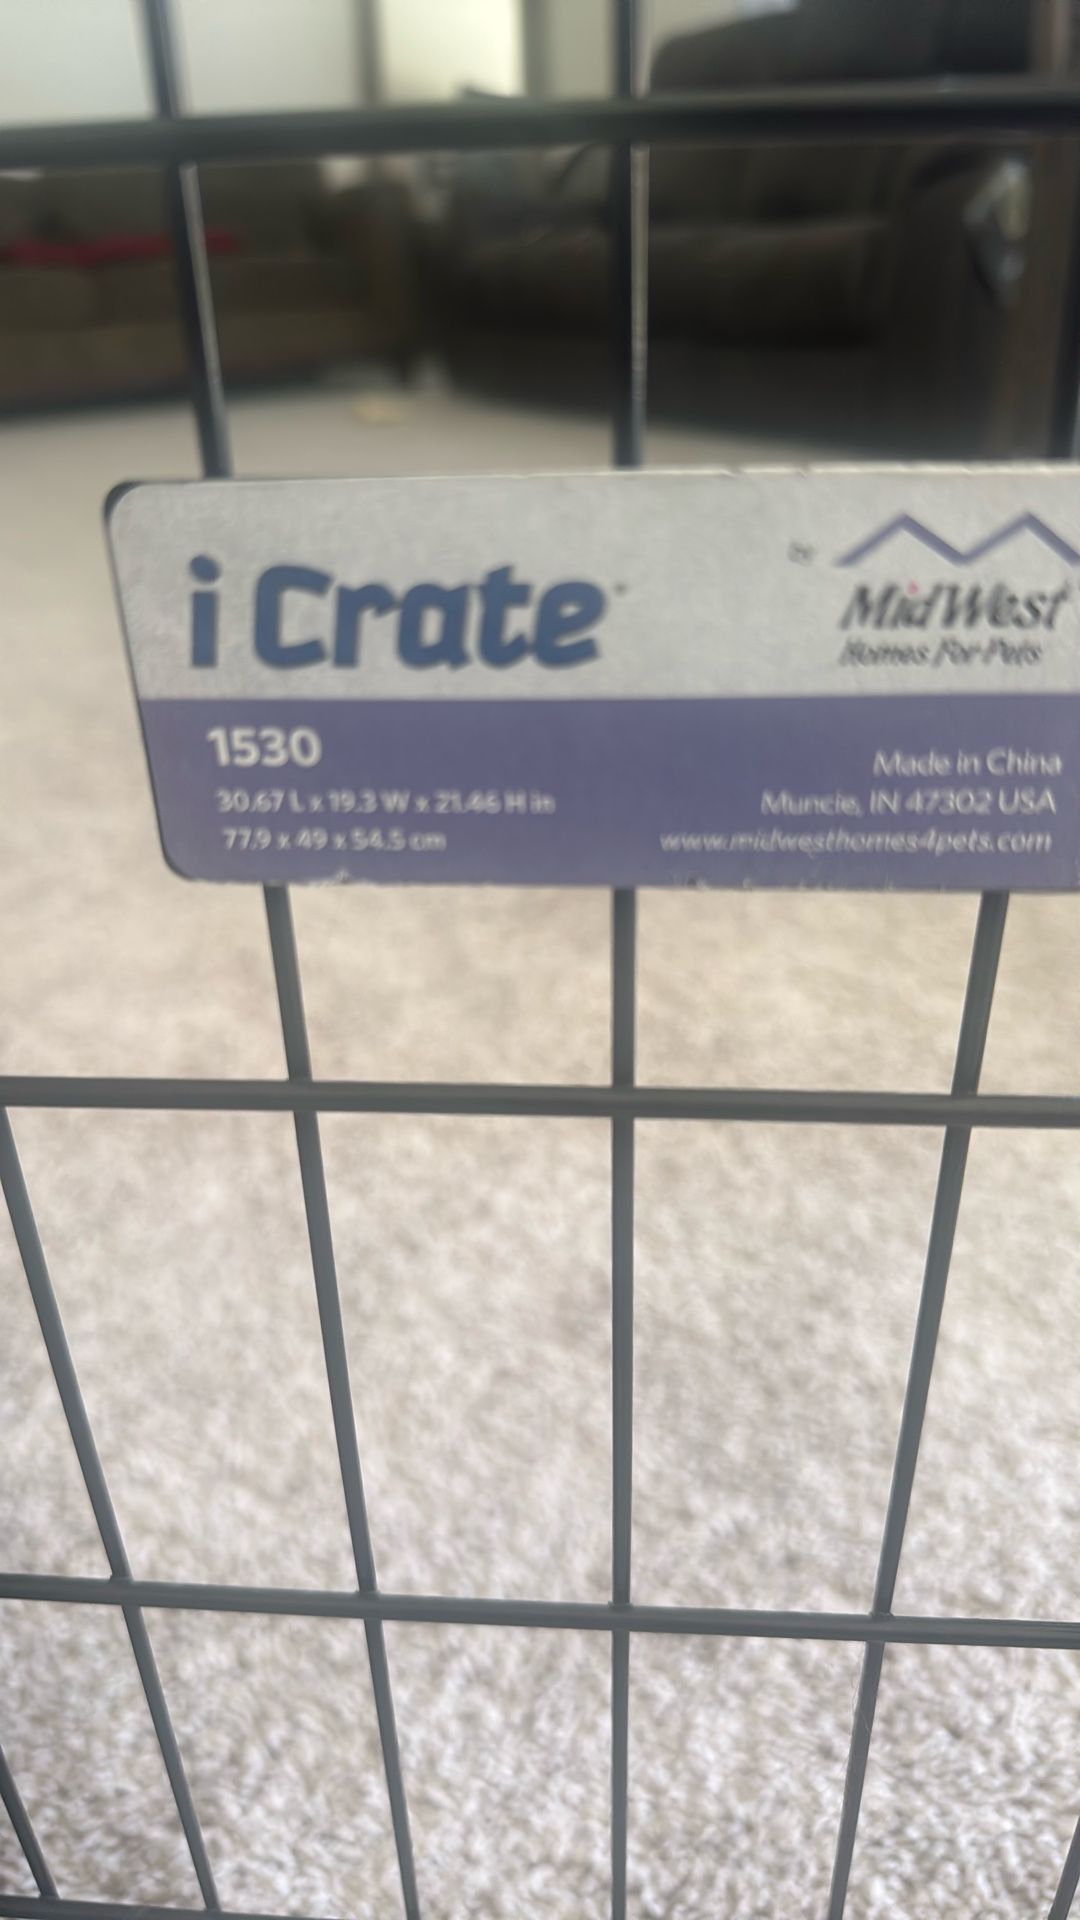 i Crate
by
MidWest
Homes For Pets
1530
30.67 L x 19.3 W x 21.46 H in
77.9 x 49 x 54.5 cm
Made in China
Muncie, IN 47302 USA
www.midwesthomes4pets.com